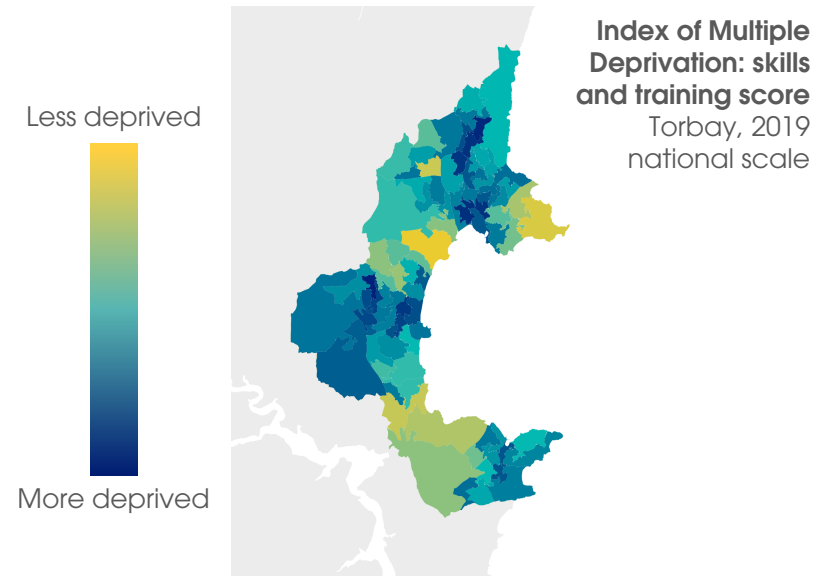 Index of Multiple
Deprivation: skills
and training score
Torbay, 2019
national scale
Less deprived
More deprived